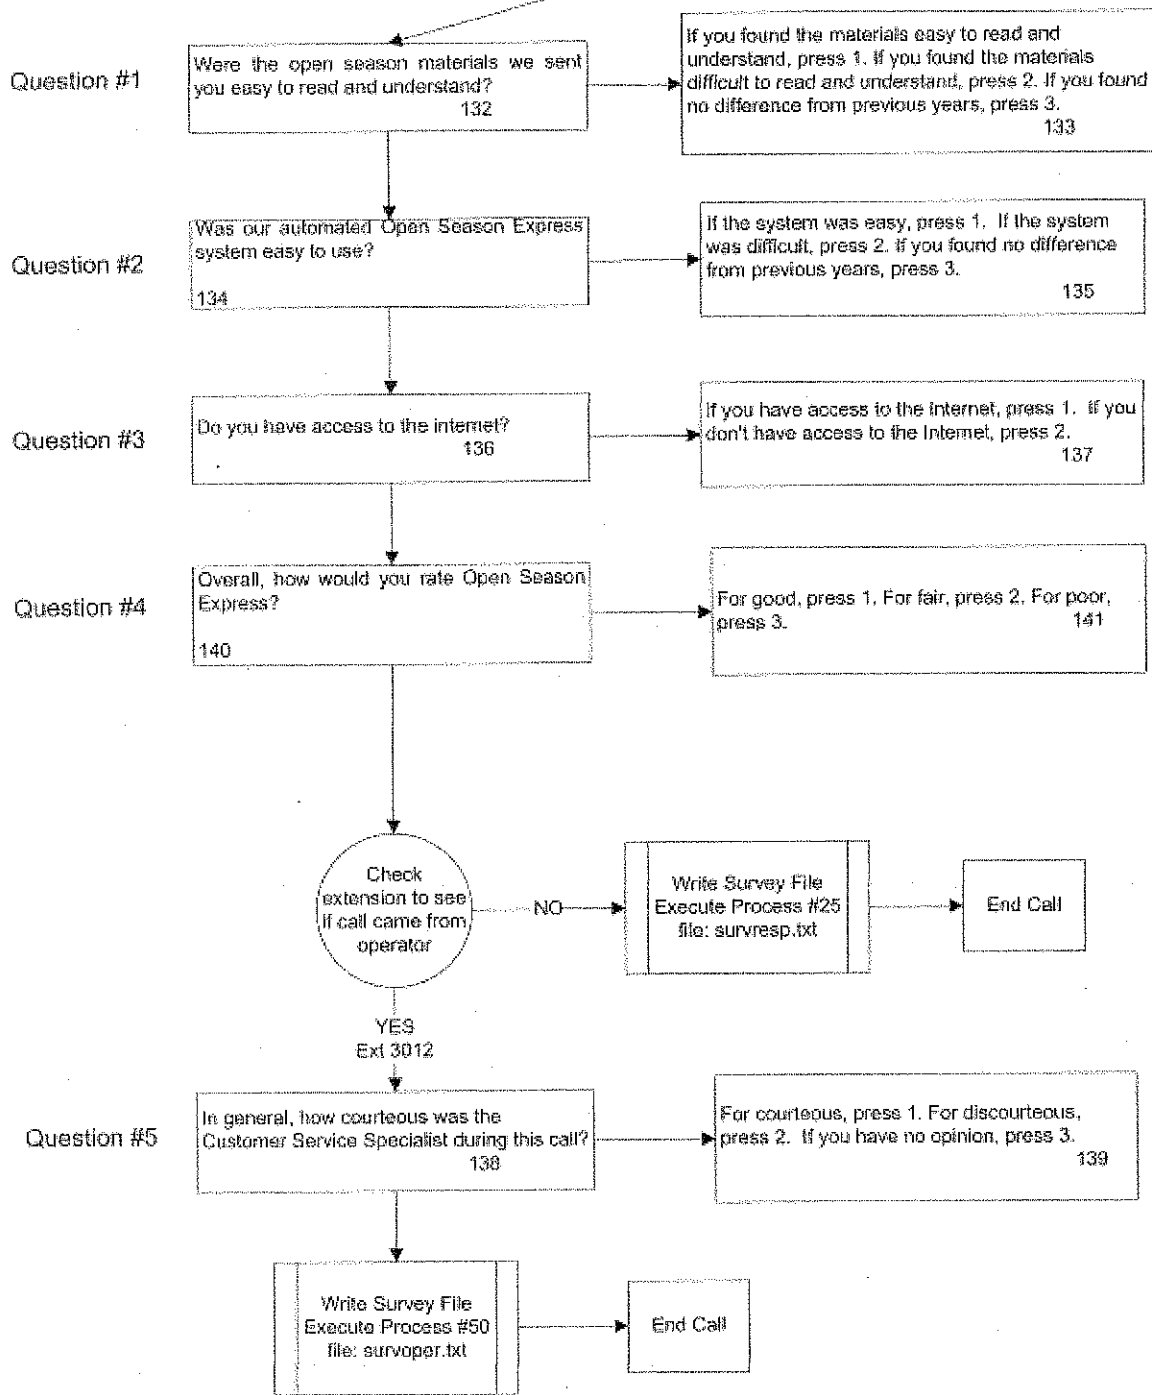 Question #1
Were the open season materials we sent
you easy to read and understand?
132
If you found the materials easy to read and
understand, press 1. If you found the materials
difficult to read and understand, press 2. If you found
no difference from previous years, press 3.
133
Question #2
Was our automated Open Season Express
system easy to use?
134
If the system was easy, press 1. If the system
was difficult, press 2. If you found no difference
from previous years, press 3.
135
Question #3
Do you have access to the internet?
136
If you have access to the Internet, press 1. If you
don't have access to the Internet, press 2.
137
Question #4
Overall, how would you rate Open Season
Express?
140
For good, press 1. For fair, press 2. For poor,
press 3.
141
Check
extension to see
if call came from
operator
NO
Write Survey File
Execute Process #25
file: survresp.txt
End Call
YES
Ext 3012
Question #5
In general, how courteous was the
Customer Service Specialist during this call?
138
For courteous, press 1. For discourteous,
press 2. If you have no opinion, press 3.
139
Write Survey File
Execute Process #50
file: survoper.txt
End Call